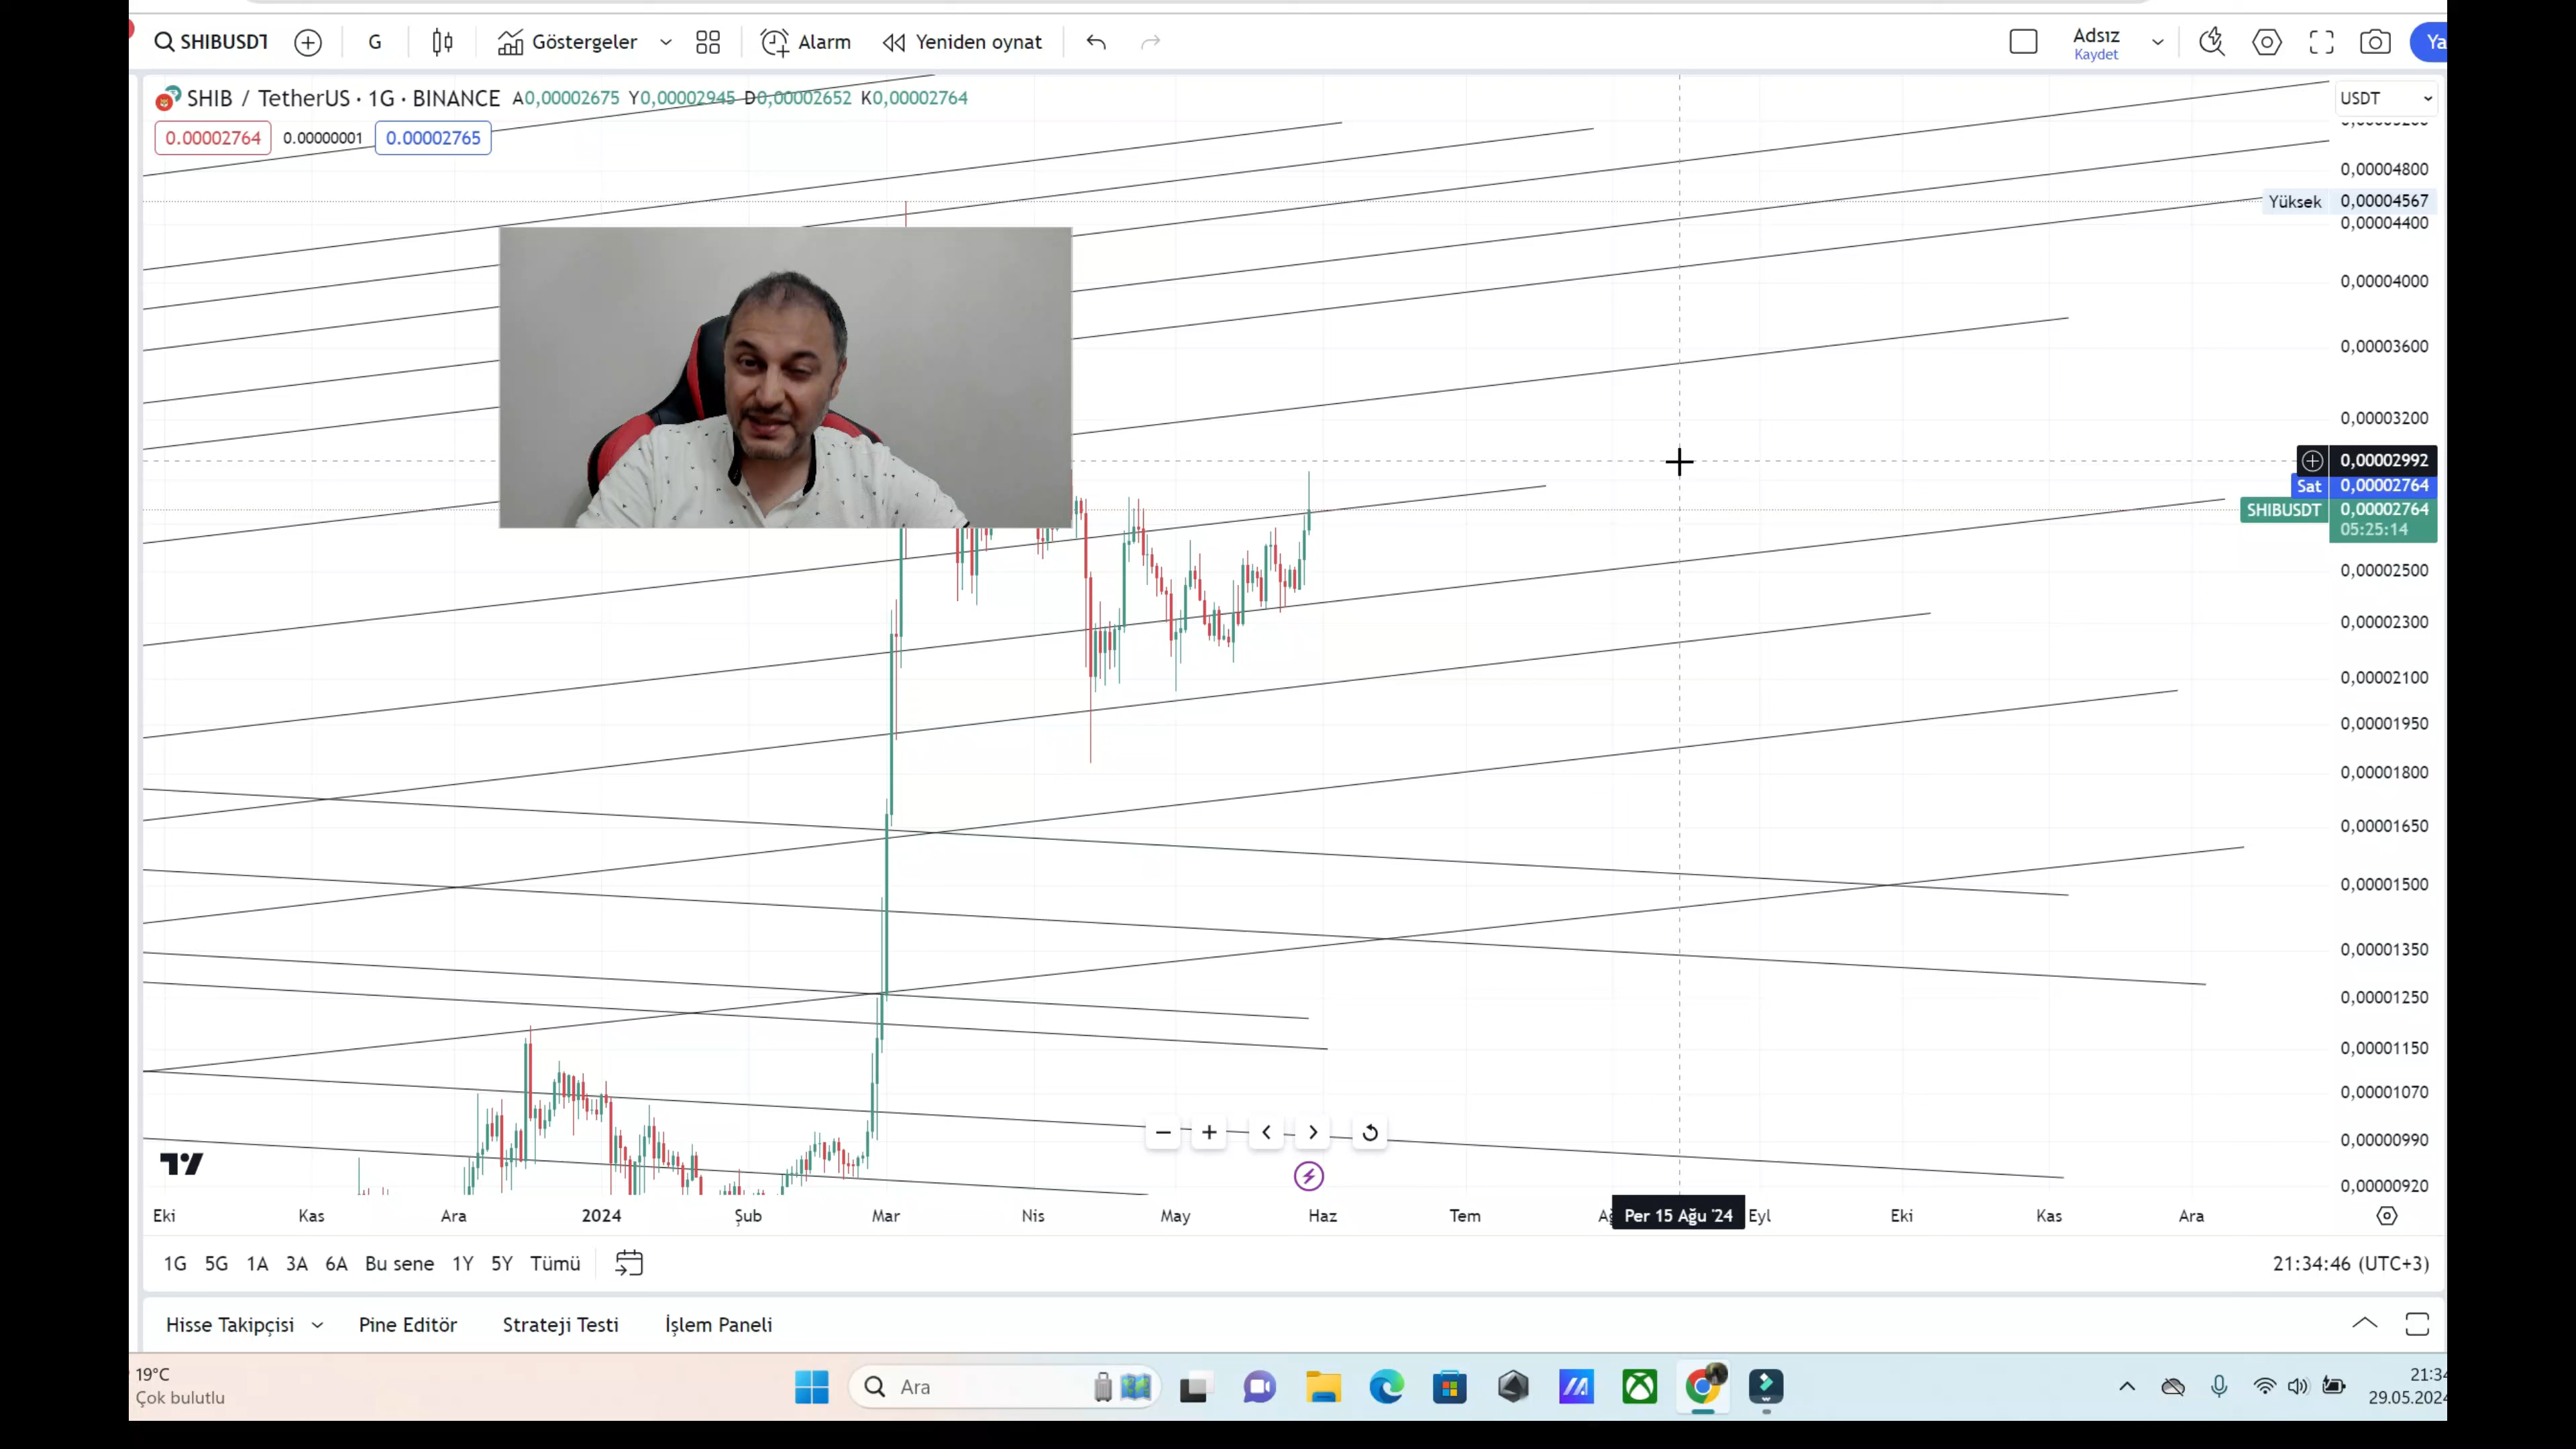 SHIBUSDT G Göstergeler Alarm Yeniden oynat Adsız
Kaydet
SHIB / TetherUS · 1G · BINANCE A0,00002675 Y0,00002945 D0,00002652 K0,00002764
USDT
0.00002764 0.00000001 0.00002765
0,00004800
Yüksek 0,00004567
0,00004400
0,00004000
0,00003600
0,00003200
0,00002992
Sat 0,00002764
SHIBUSDT 0,00002764
05:25:14
0,00002500
0,00002300
0,00002100
0,00001950
0,00001800
0,00001650
0,00001500
0,00001350
0,00001250
0,00001150
0,00001070
0,00000990
0,00000920
Eki Kas Ara 2024 Şub Mar Nis May Haz Tem Per 15 Ağu '24 Eyl Eki Kas Ara
1G 5G 1A 3A 6A Bu sene 1Y 5Y Tümü 21:34:46 (UTC+3)
Hisse Takipçisi Pine Editör Strateji Testi İşlem Paneli
19°C
Çok bulutlu
Ara
21:34
29.05.2024